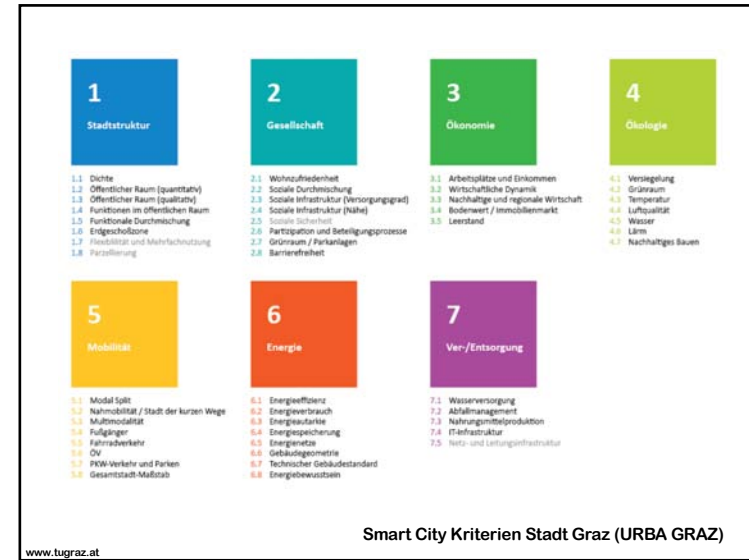 1
Stadtstruktur
1.1 Dichte
1.2 Öffentlicher Raum (quantitativ)
1.3 Öffentlicher Raum (qualitativ)
1.4 Funktionen im öffentlichen Raum
1.5 Funktionale Durchmischung
1.6 Erdgeschoßzone
1.7 Flexibilität und Mehrfachnutzung
1.8 Parzellierung
2
Gesellschaft
2.1 Wohnzufriedenheit
2.2 Soziale Durchmischung
2.3 Soziale Infrastruktur (Versorgungsgrad)
2.4 Soziale Infrastruktur (Nähe)
2.5 Soziale Sicherheit
2.6 Partizipation und Beteiligungsprozesse
2.7 Grünraum / Parkanlagen
2.8 Barrierefreiheit
3
Ökonomie
3.1 Arbeitsplätze und Einkommen
3.2 Wirtschaftliche Dynamik
3.3 Nachhaltige und regionale Wirtschaft
3.4 Bodenwert / Immobilienmarkt
3.5 Leerstand
4
Ökologie
4.1 Versiegelung
4.2 Grünraum
4.3 Temperatur
4.4 Luftqualität
4.5 Wasser
4.6 Lärm
4.7 Nachhaltiges Bauen
5
Mobilität
5.1 Modal Split
5.2 Nahmobilität / Stadt der kurzen Wege
5.3 Multimodalität
5.4 Fußgänger
5.5 Fahrradverkehr
5.6 ÖV
5.7 PKW-Verkehr und Parken
5.8 Gesamtstadt-Maßstab
6
Energie
6.1 Energieeffizienz
6.2 Energieverbrauch
6.3 Energieautarkie
6.4 Energiespeicherung
6.5 Energienetze
6.6 Gebäudegeometrie
6.7 Technischer Gebäudestandard
6.8 Energiebewusstsein
7
Ver-/Entsorgung
7.1 Wasserversorgung
7.2 Abfallmanagement
7.3 Nahrungsmittelproduktion
7.4 IT-Infrastruktur
7.5 Netz- und Leitungsinfrastruktur
Smart City Kriterien Stadt Graz (URBA GRAZ)
www.tugraz.at